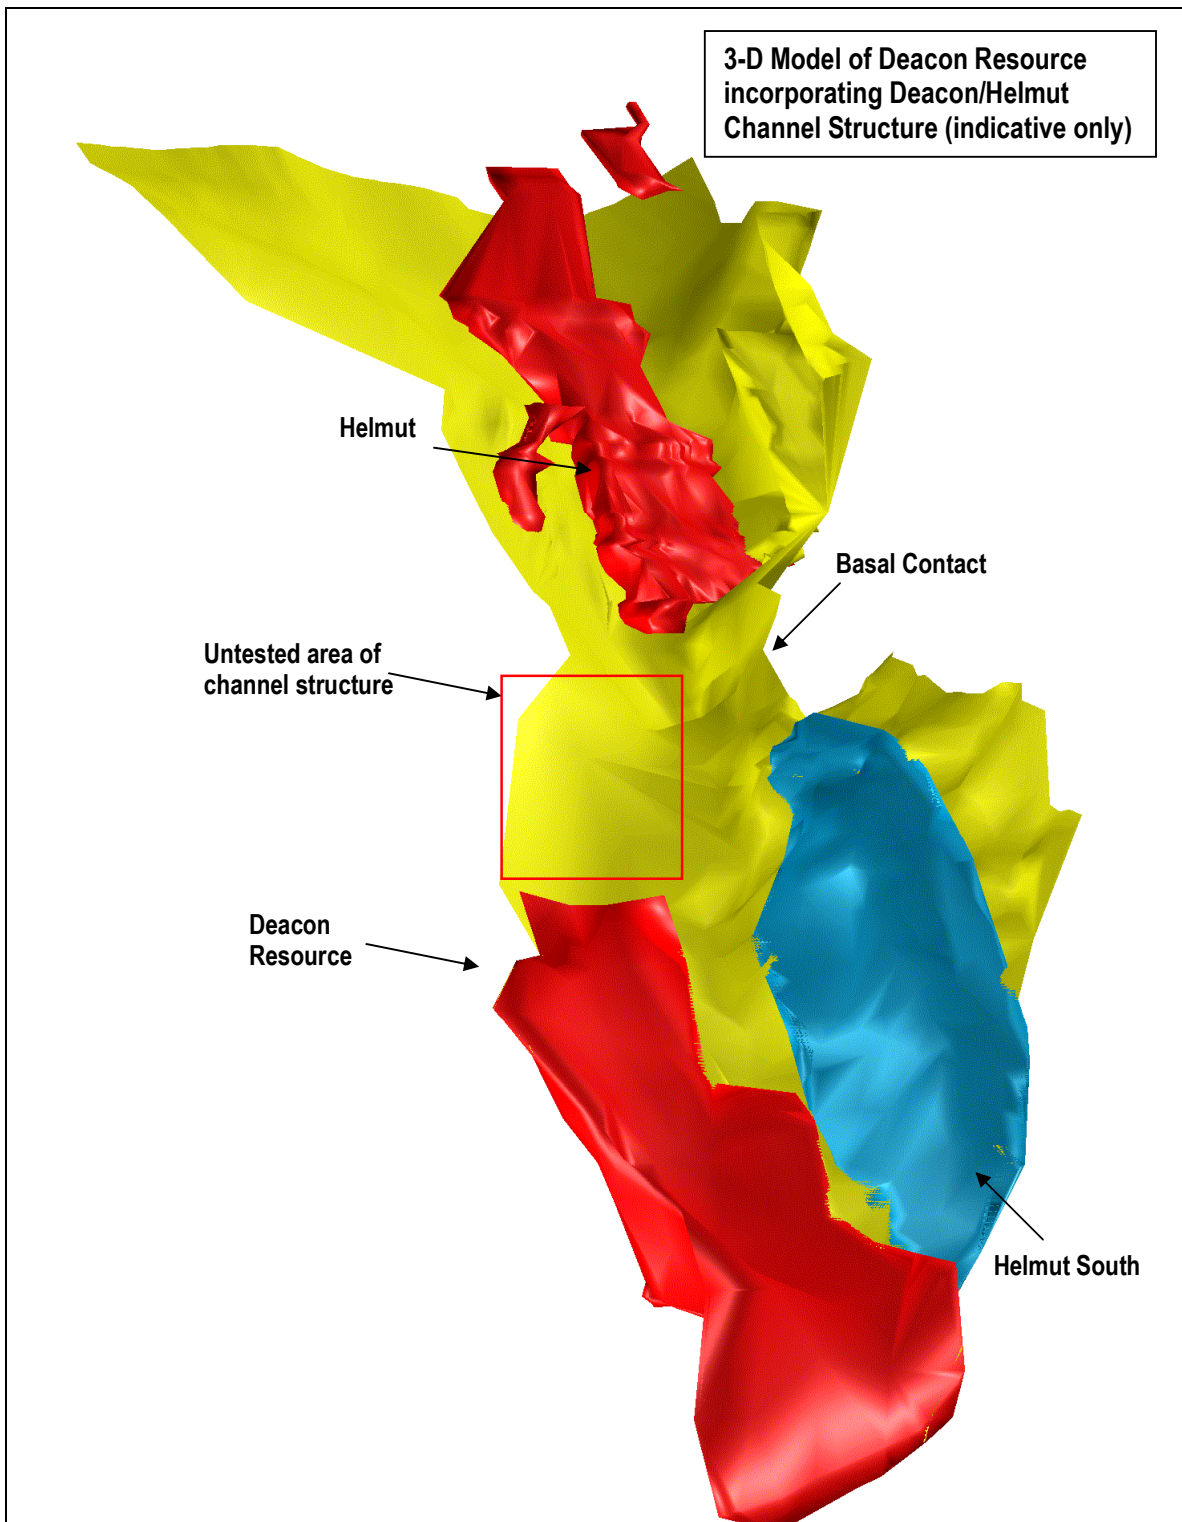 3-D Model of Deacon Resource
incorporating Deacon/Helmut
Channel Structure (indicative only)
Helmut
Basal Contact
Untested area of
channel structure
Deacon
Resource
Helmut South